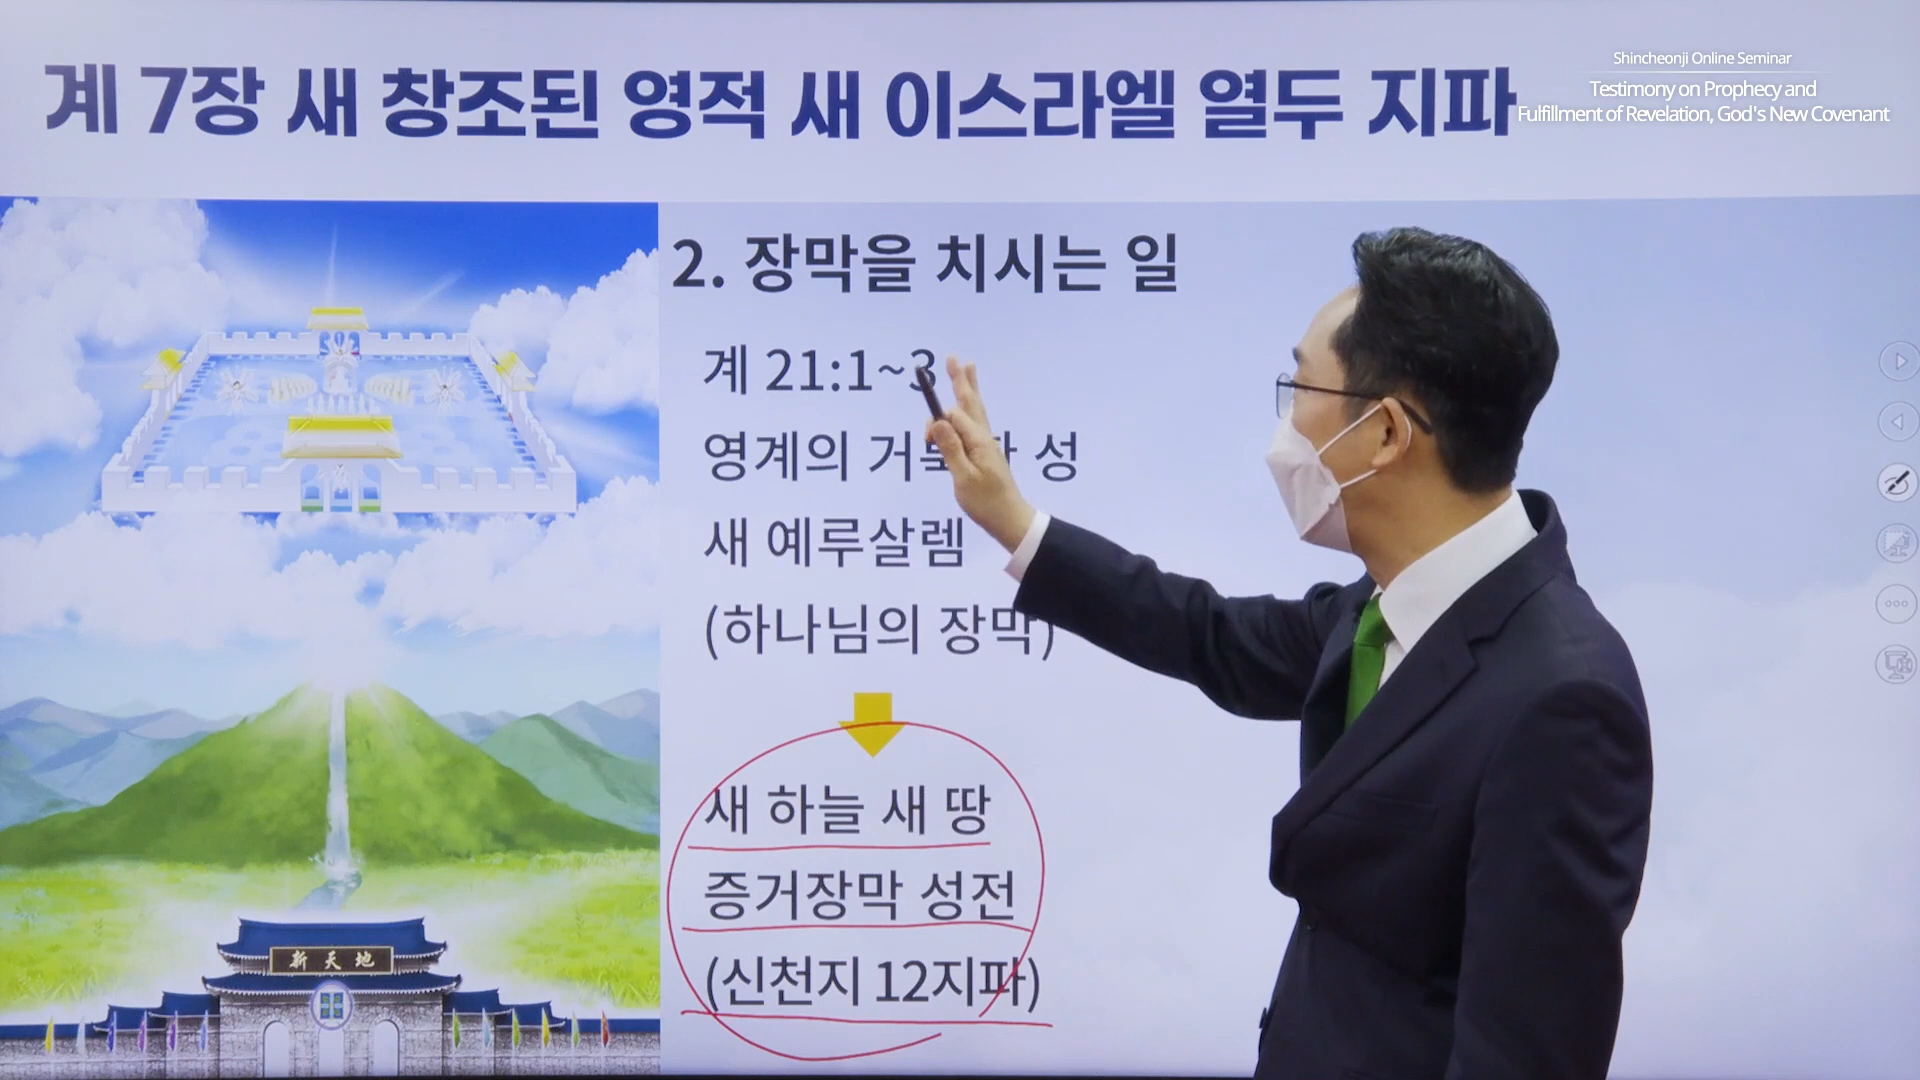 계 7장 새 창조된 영적 새 이스라엘 열두 지파
Shincheonji Online Seminar
Testimony on Prophecy and
Fulfillment of Revelation, God's New Covenant
2. 장막을 치시는 일
계 21:1~3
영계의 성
새 예루살렘
(하나님의 장막)
새 하늘 새 땅
증거장막 성전
(신천지 12지파)
新天地